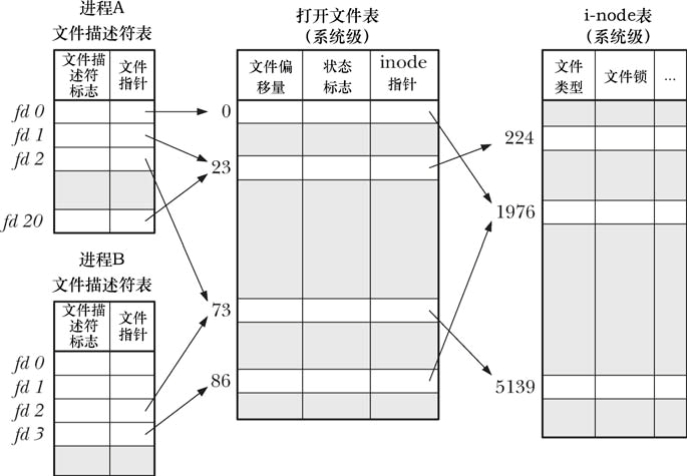 进程A
文件描述符表
文件描
述符
标志
文件
指针
fd 0
fd 1
fd 2
fd 20
进程B
文件描述符表
文件描
述符
标志
文件
指针
fd 0
fd 1
fd 2
fd 3
打开文件表
(系统级)
文件偏
移量
状态
标志
inode
指针
0
23
73
86
i-node表
(系统级)
文件
类型
文件锁
...
224
1976
5139